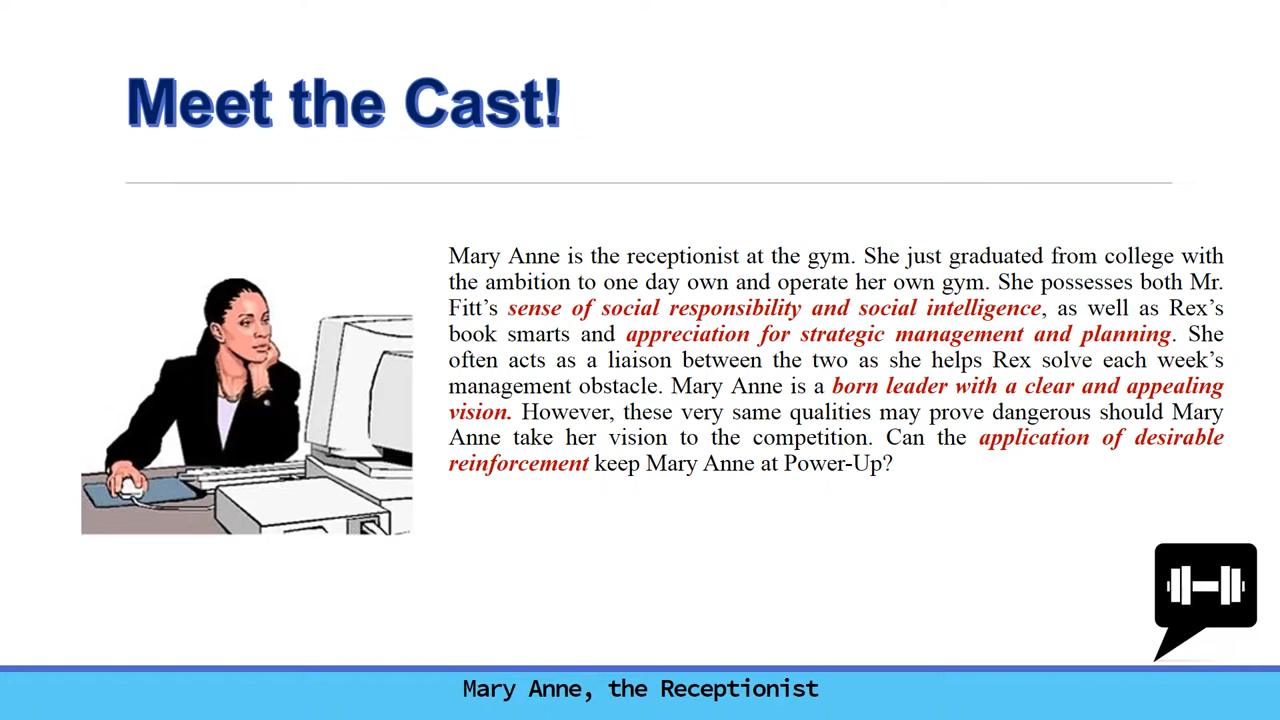 Meet the Cast!
Mary Anne is the receptionist at the gym. She just graduated from college with
the ambition to one day own and operate her own gym. She possesses both Mr.
Fitt’s sense of social responsibility and social intelligence, as well as Rex’s
book smarts and appreciation for strategic management and planning. She
often acts as a liaison between the two as she helps Rex solve each week’s
management obstacle. Mary Anne is a born leader with a clear and appealing
vision. However, these very same qualities may prove dangerous should Mary
Anne take her vision to the competition. Can the application of desirable
reinforcement keep Mary Anne at Power-Up?
Mary Anne, the Receptionist